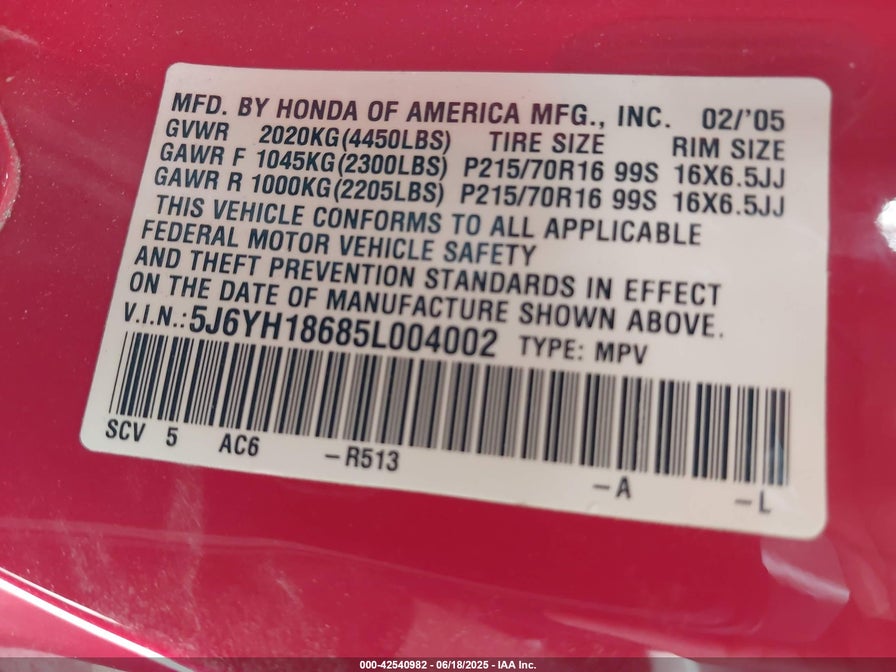 MFD. BY HONDA OF AMERICA MFG., INC. 02/'05
GVWR 2020KG(4450LBS) TIRE SIZE RIM SIZE
GAWR F 1045KG(2300LBS) P215/70R16 99S 16X6.5JJ
GAWR R 1000KG(2205LBS) P215/70R16 99S 16X6.5JJ
THIS VEHICLE CONFORMS TO ALL APPLICABLE
FEDERAL MOTOR VEHICLE SAFETY
AND THEFT PREVENTION STANDARDS IN EFFECT
ON THE DATE OF MANUFACTURE SHOWN ABOVE.
V.I.N.:5J6YH18685L004002 TYPE: MPV
SCV 5 AC6 -R513 -A -L
000-42540982 - 06/18/2025 - IAA Inc.